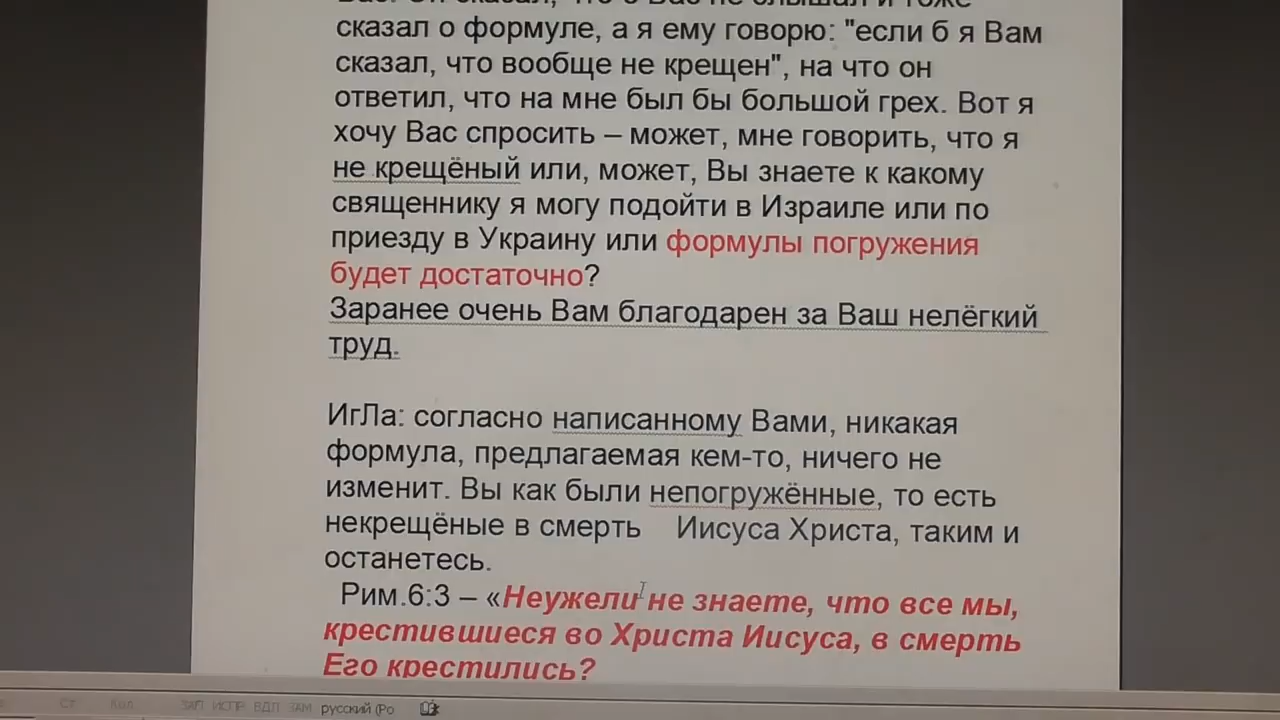 сказал о формуле, а я ему говорю: "если б я Вам
сказал, что вообще не крещен", на что он
ответил, что на мне был бы большой грех. Вот я
хочу Вас спросить – может, мне говорить, что я
не крещёный или, может, Вы знаете к какому
священнику я могу подойти в Израиле или по
приезду в Украину или формулы погружения
будет достаточно?
Заранее очень Вам благодарен за Ваш нелёгкий
труд.
ИгЛа: согласно написанному Вами, никакая
формула, предлагаемая кем-то, ничего не
изменит. Вы как были непогружённые, то есть
некрещёные в смерть Иисуса Христа, таким и
останетесь.
Рим.6:3 – «Неужели не знаете, что все мы,
крестившиеся во Христа Иисуса, в смерть
Его крестились?
ЗАП ИСПР ВДЛ ЗАМ русский (Ро